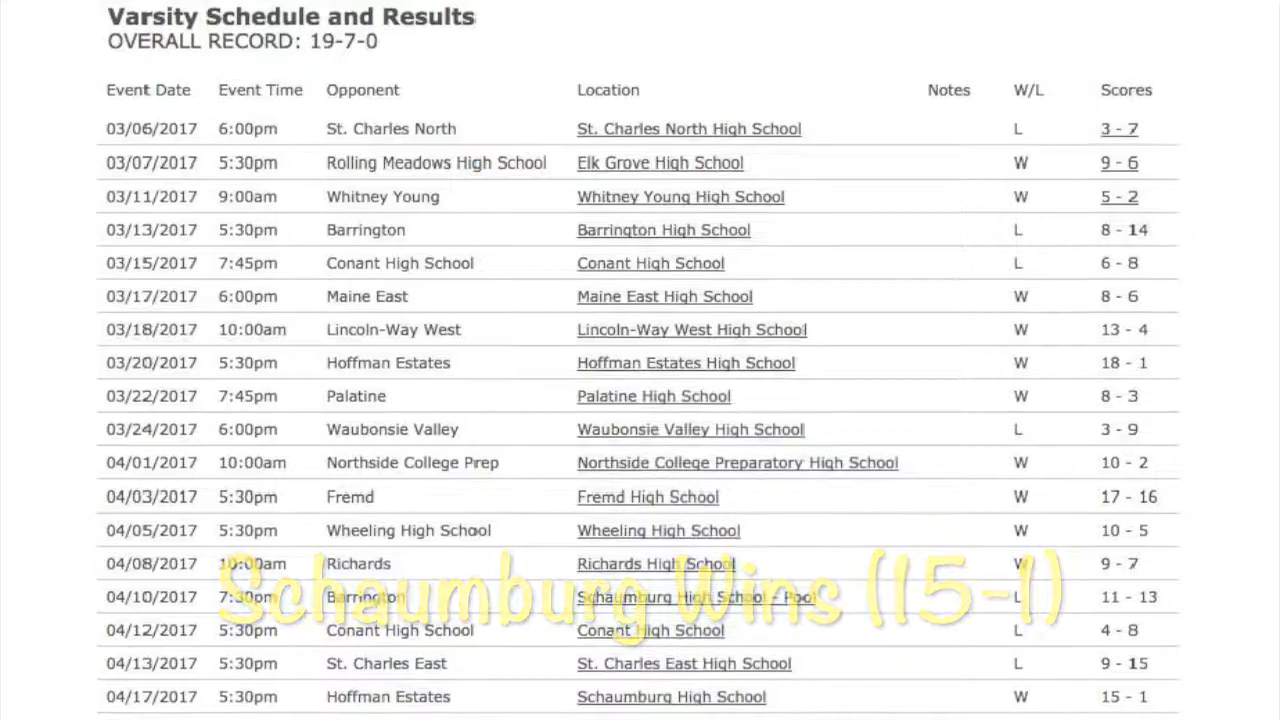 Varsity Schedule and Results
OVERALL RECORD: 19-7-0
Event Date Event Time Opponent Location Notes W/L Scores
03/06/2017 6:00pm St. Charles North St. Charles North High School L 3 - 7
03/07/2017 5:30pm Rolling Meadows High School Elk Grove High School W 9 - 6
03/11/2017 9:00am Whitney Young Whitney Young High School W 5 - 2
03/13/2017 5:30pm Barrington Barrington High School L 8 - 14
03/15/2017 7:45pm Conant High School Conant High School L 6 - 8
03/17/2017 6:00pm Maine East Maine East High School W 8 - 6
03/18/2017 10:00am Lincoln-Way West Lincoln-Way West High School W 13 - 4
03/20/2017 5:30pm Hoffman Estates Hoffman Estates High School W 18 - 1
03/22/2017 7:45pm Palatine Palatine High School W 8 - 3
03/24/2017 6:00pm Waubonsie Valley Waubonsie Valley High School L 3 - 9
04/01/2017 10:00am Northside College Prep Northside College Preparatory High School W 10 - 2
04/03/2017 5:30pm Fremd Fremd High School W 17 - 16
04/05/2017 5:30pm Wheeling High School Wheeling High School W 10 - 5
04/08/2017 10:00am Richards Richards High School W 9 - 7
Schaumburg Wins (15-1)
04/10/2017 7:30pm Barrington Schaumburg High School - Pool L 11 - 13
04/12/2017 5:30pm Conant High School Conant High School L 4 - 8
04/13/2017 5:30pm St. Charles East St. Charles East High School L 9 - 15
04/17/2017 5:30pm Hoffman Estates Schaumburg High School W 15 - 1